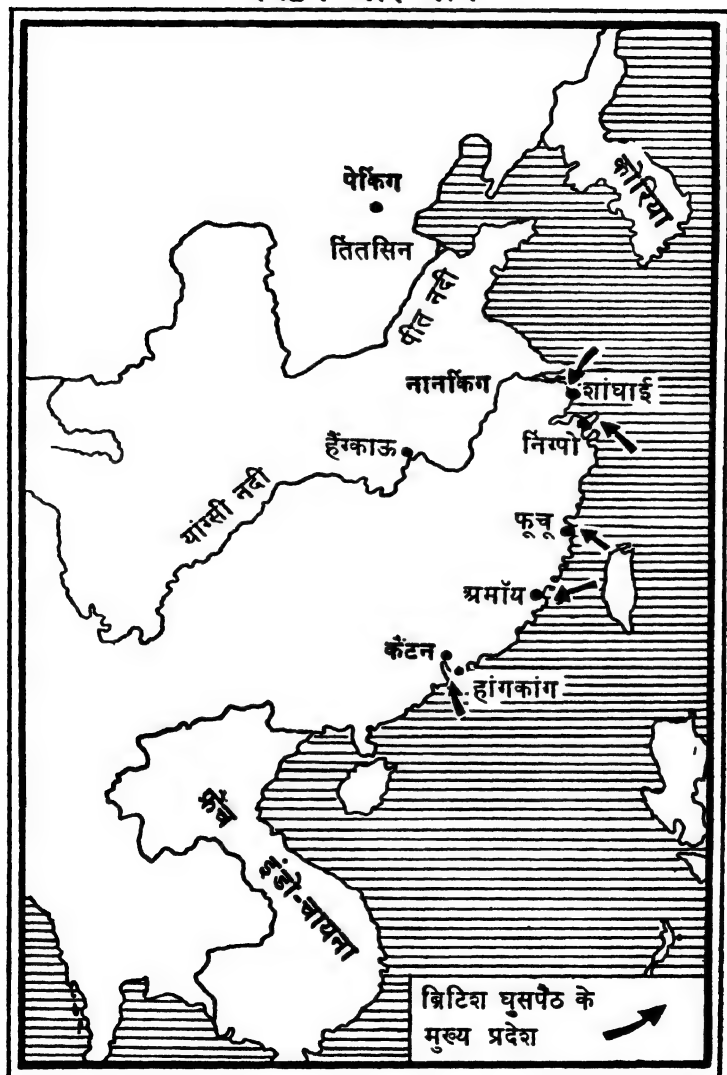 पेकिंग
तिंतसिन
कोरिया
पीत नदी
नानकिंग
शांघाई
निंग्पो
हैंग्काऊ
यांग्सी नदी
फूचू
अमॉय
कैंटन
हांगकांग
फ्रेंच
इंडो-चायना
ब्रिटिश घुसपैठ के
मुख्य प्रदेश